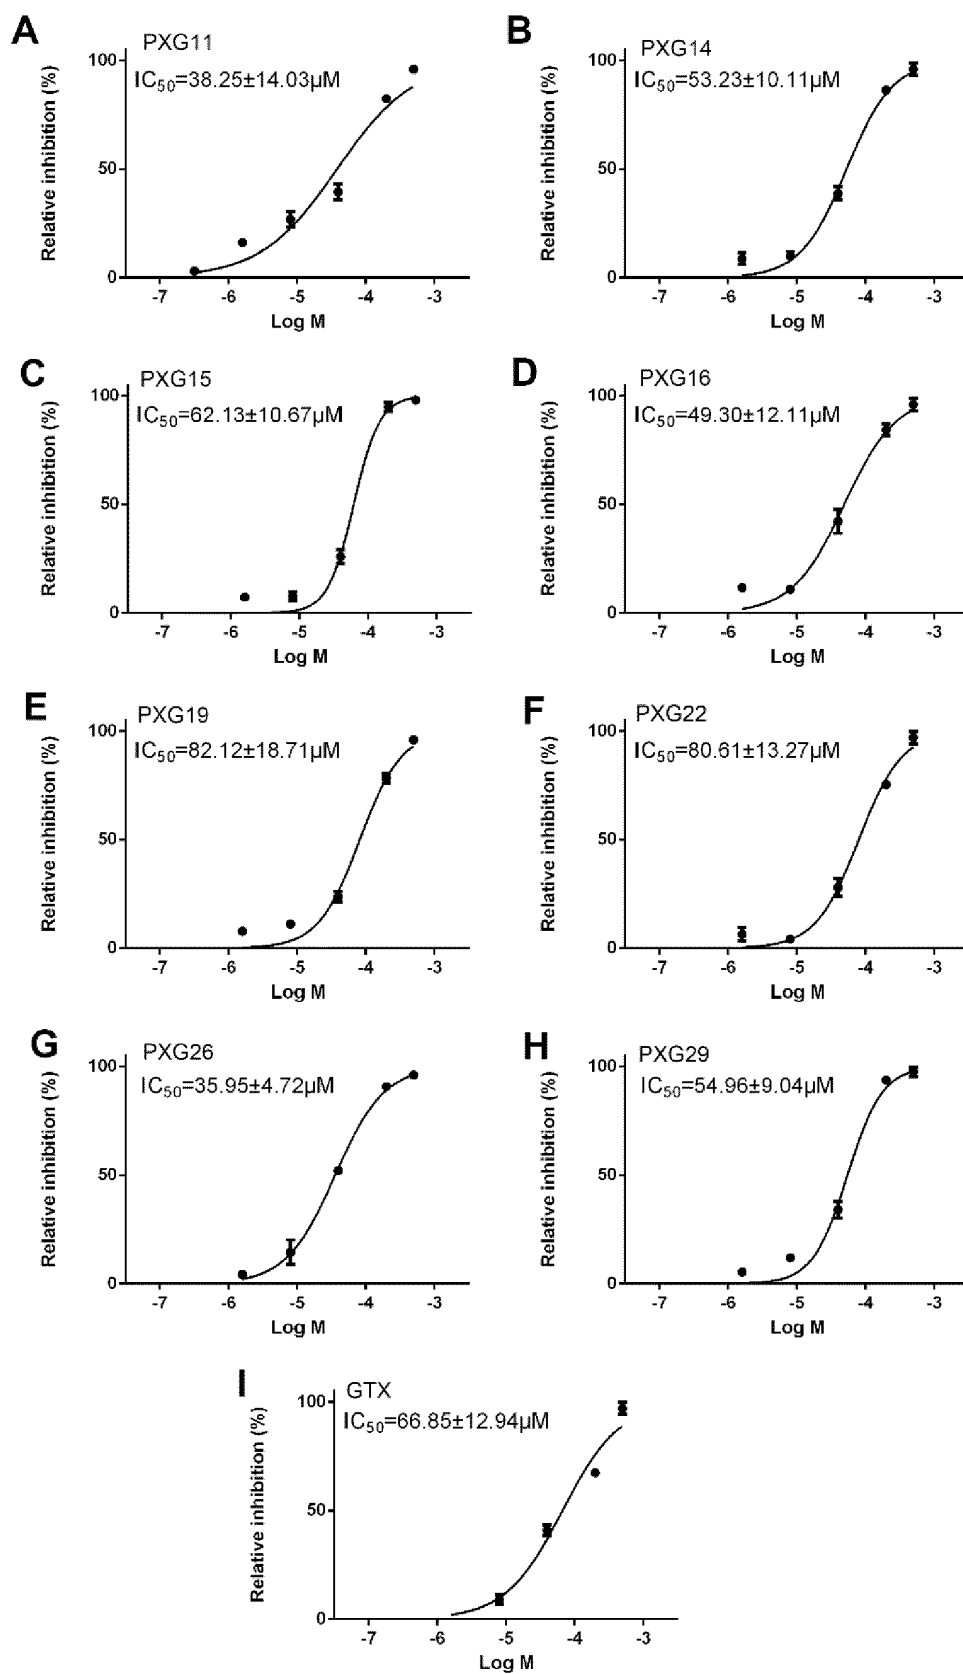 A
PXG11
IC50=38.25±14.03µM
Relative inhibition (%)
100
50
0
-7 -6 -5 -4 -3
Log M
B
PXG14
IC50=53.23±10.11µM
Relative inhibition (%)
100
50
0
-7 -6 -5 -4 -3
Log M
C
PXG15
IC50=62.13±10.67µM
Relative inhibition (%)
100
50
0
-7 -6 -5 -4 -3
Log M
D
PXG16
IC50=49.30±12.11µM
Relative inhibition (%)
100
50
0
-7 -6 -5 -4 -3
Log M
E
PXG19
IC50=82.12±18.71µM
Relative inhibition (%)
100
50
0
-7 -6 -5 -4 -3
Log M
F
PXG22
IC50=80.61±13.27µM
Relative inhibition (%)
100
50
0
-7 -6 -5 -4 -3
Log M
G
PXG26
IC50=35.95±4.72µM
Relative inhibition (%)
100
50
0
-7 -6 -5 -4 -3
Log M
H
PXG29
IC50=54.96±9.04µM
Relative inhibition (%)
100
50
0
-7 -6 -5 -4 -3
Log M
I
GTX
IC50=66.85±12.94µM
Relative inhibition (%)
100
50
0
-7 -6 -5 -4 -3
Log M